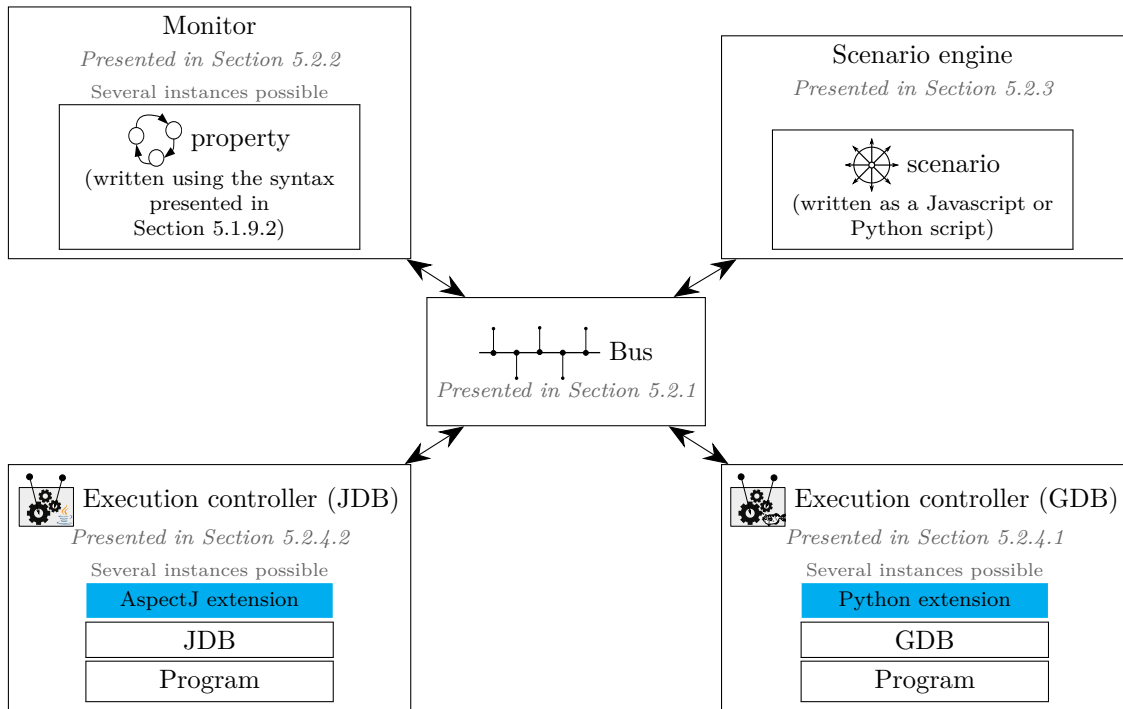 Monitor
Presented in Section 5.2.2
Several instances possible
property
(written using the syntax
presented in
Section 5.1.9.2)
Scenario engine
Presented in Section 5.2.3
scenario
(written as a Javascript or
Python script)
Bus
Presented in Section 5.2.1
Execution controller (JDB)
Presented in Section 5.2.4.2
Several instances possible
AspectJ extension
JDB
Program
Execution controller (GDB)
Presented in Section 5.2.4.1
Several instances possible
Python extension
GDB
Program